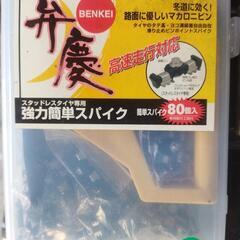 弁慶
BENKEI
冬道に効く!
路面に優しいマカロニピン
高速走行対応
スタッドレスタイヤ専用
強力簡単スパイク
簡単スパイク
80個入